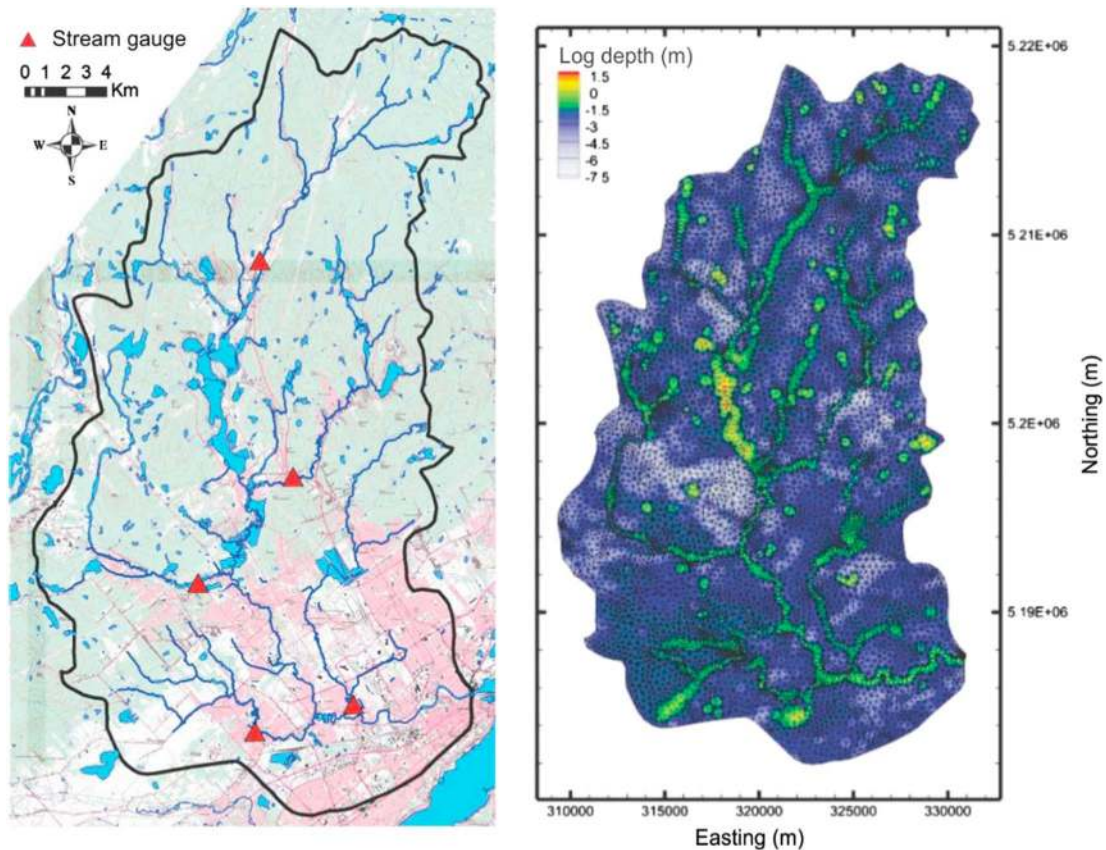 Stream gauge
0 1 2 3 4
Km
N
W E
S
Log depth (m)
1.5
0
-1.5
-3
-4.5
-6
-7.5
5.22E+06
5.21E+06
5.2E+06
5.19E+06
Northing (m)
310000 315000 320000 325000 330000
Easting (m)